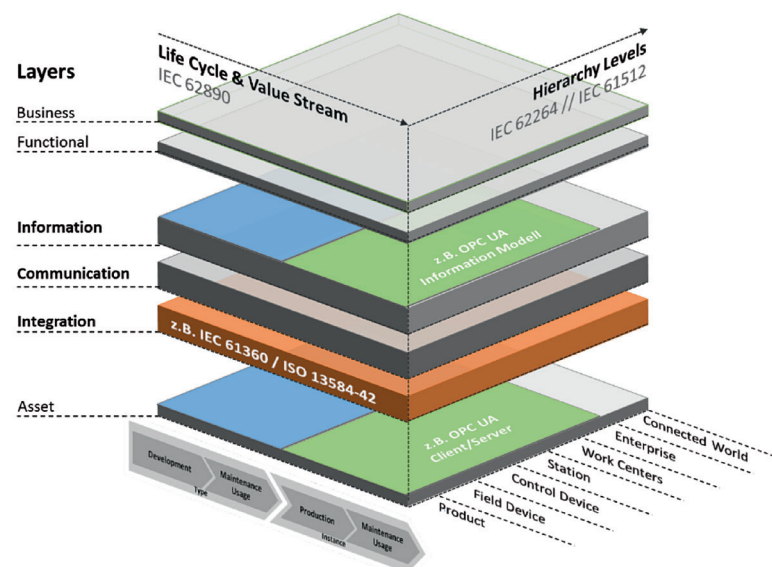 Life Cycle & Value Stream
IEC 62890
Hierarchy Levels
IEC 62264 // IEC 61512
Layers
Business
Functional
Information
Communication
Integration
Asset
z.B. OPC UA
Information Modell
z.B. IEC 61360 / ISO 13584-42
z.B. OPC UA
Client/Server
Development
Maintenance
Usage
Type
Production
Maintenance
Usage
Instance
Connected World
Enterprise
Work Centers
Station
Control Device
Field Device
Product